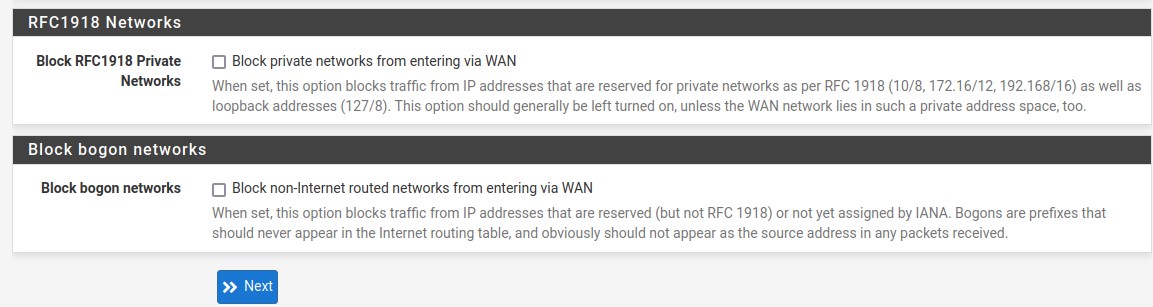 RFC1918 Networks
Block RFC1918 Private
Networks
Block private networks from entering via WAN
When set, this option blocks traffic from IP addresses that are reserved for private networks as per RFC 1918 (10/8, 172.16/12, 192.168/16) as well as
loopback addresses (127/8). This option should generally be left turned on, unless the WAN network lies in such a private address space, too.
Block bogon networks
Block bogon networks
Block non-Internet routed networks from entering via WAN
When set, this option blocks traffic from IP addresses that are reserved (but not RFC 1918) or not yet assigned by IANA. Bogons are prefixes that
should never appear in the Internet routing table, and obviously should not appear as the source address in any packets received.
Next